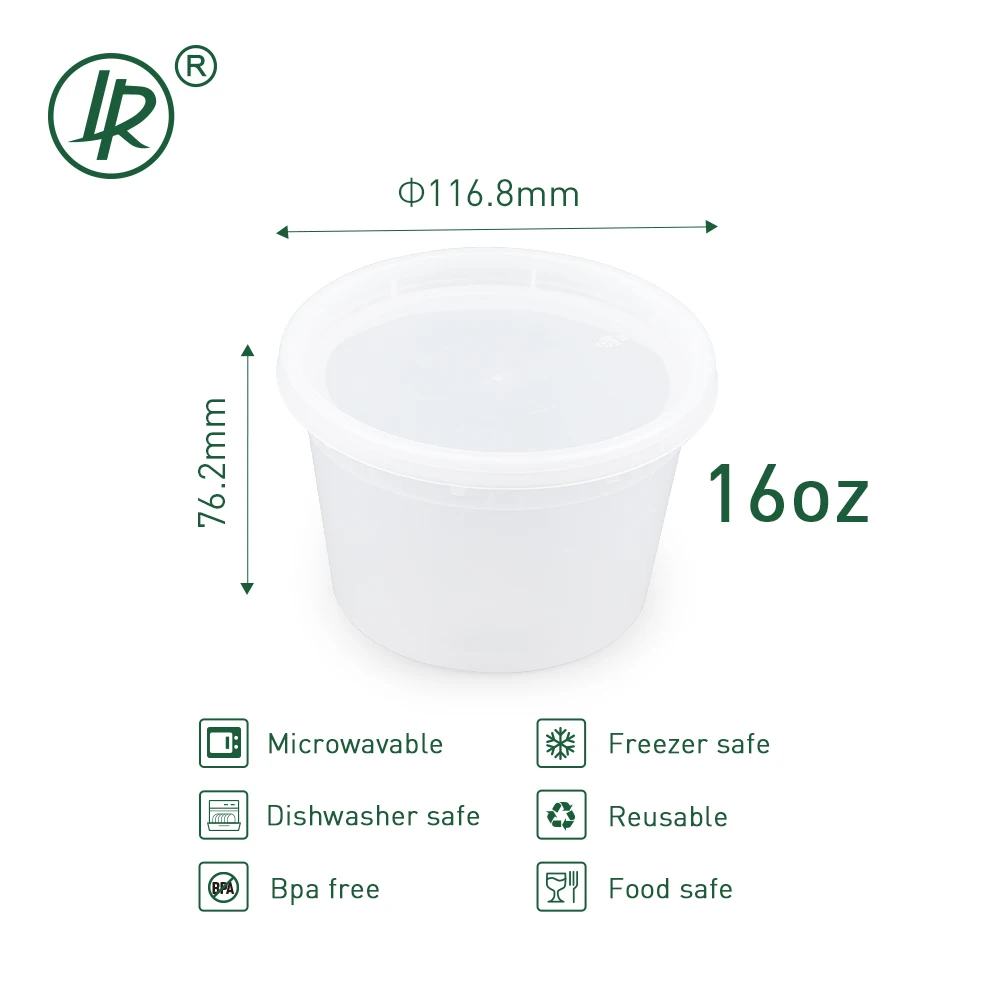 LR®
Φ116.8mm
76.2mm
16oz
Microwavable
Freezer safe
Dishwasher safe
Reusable
BPA
Bpa free
Food safe